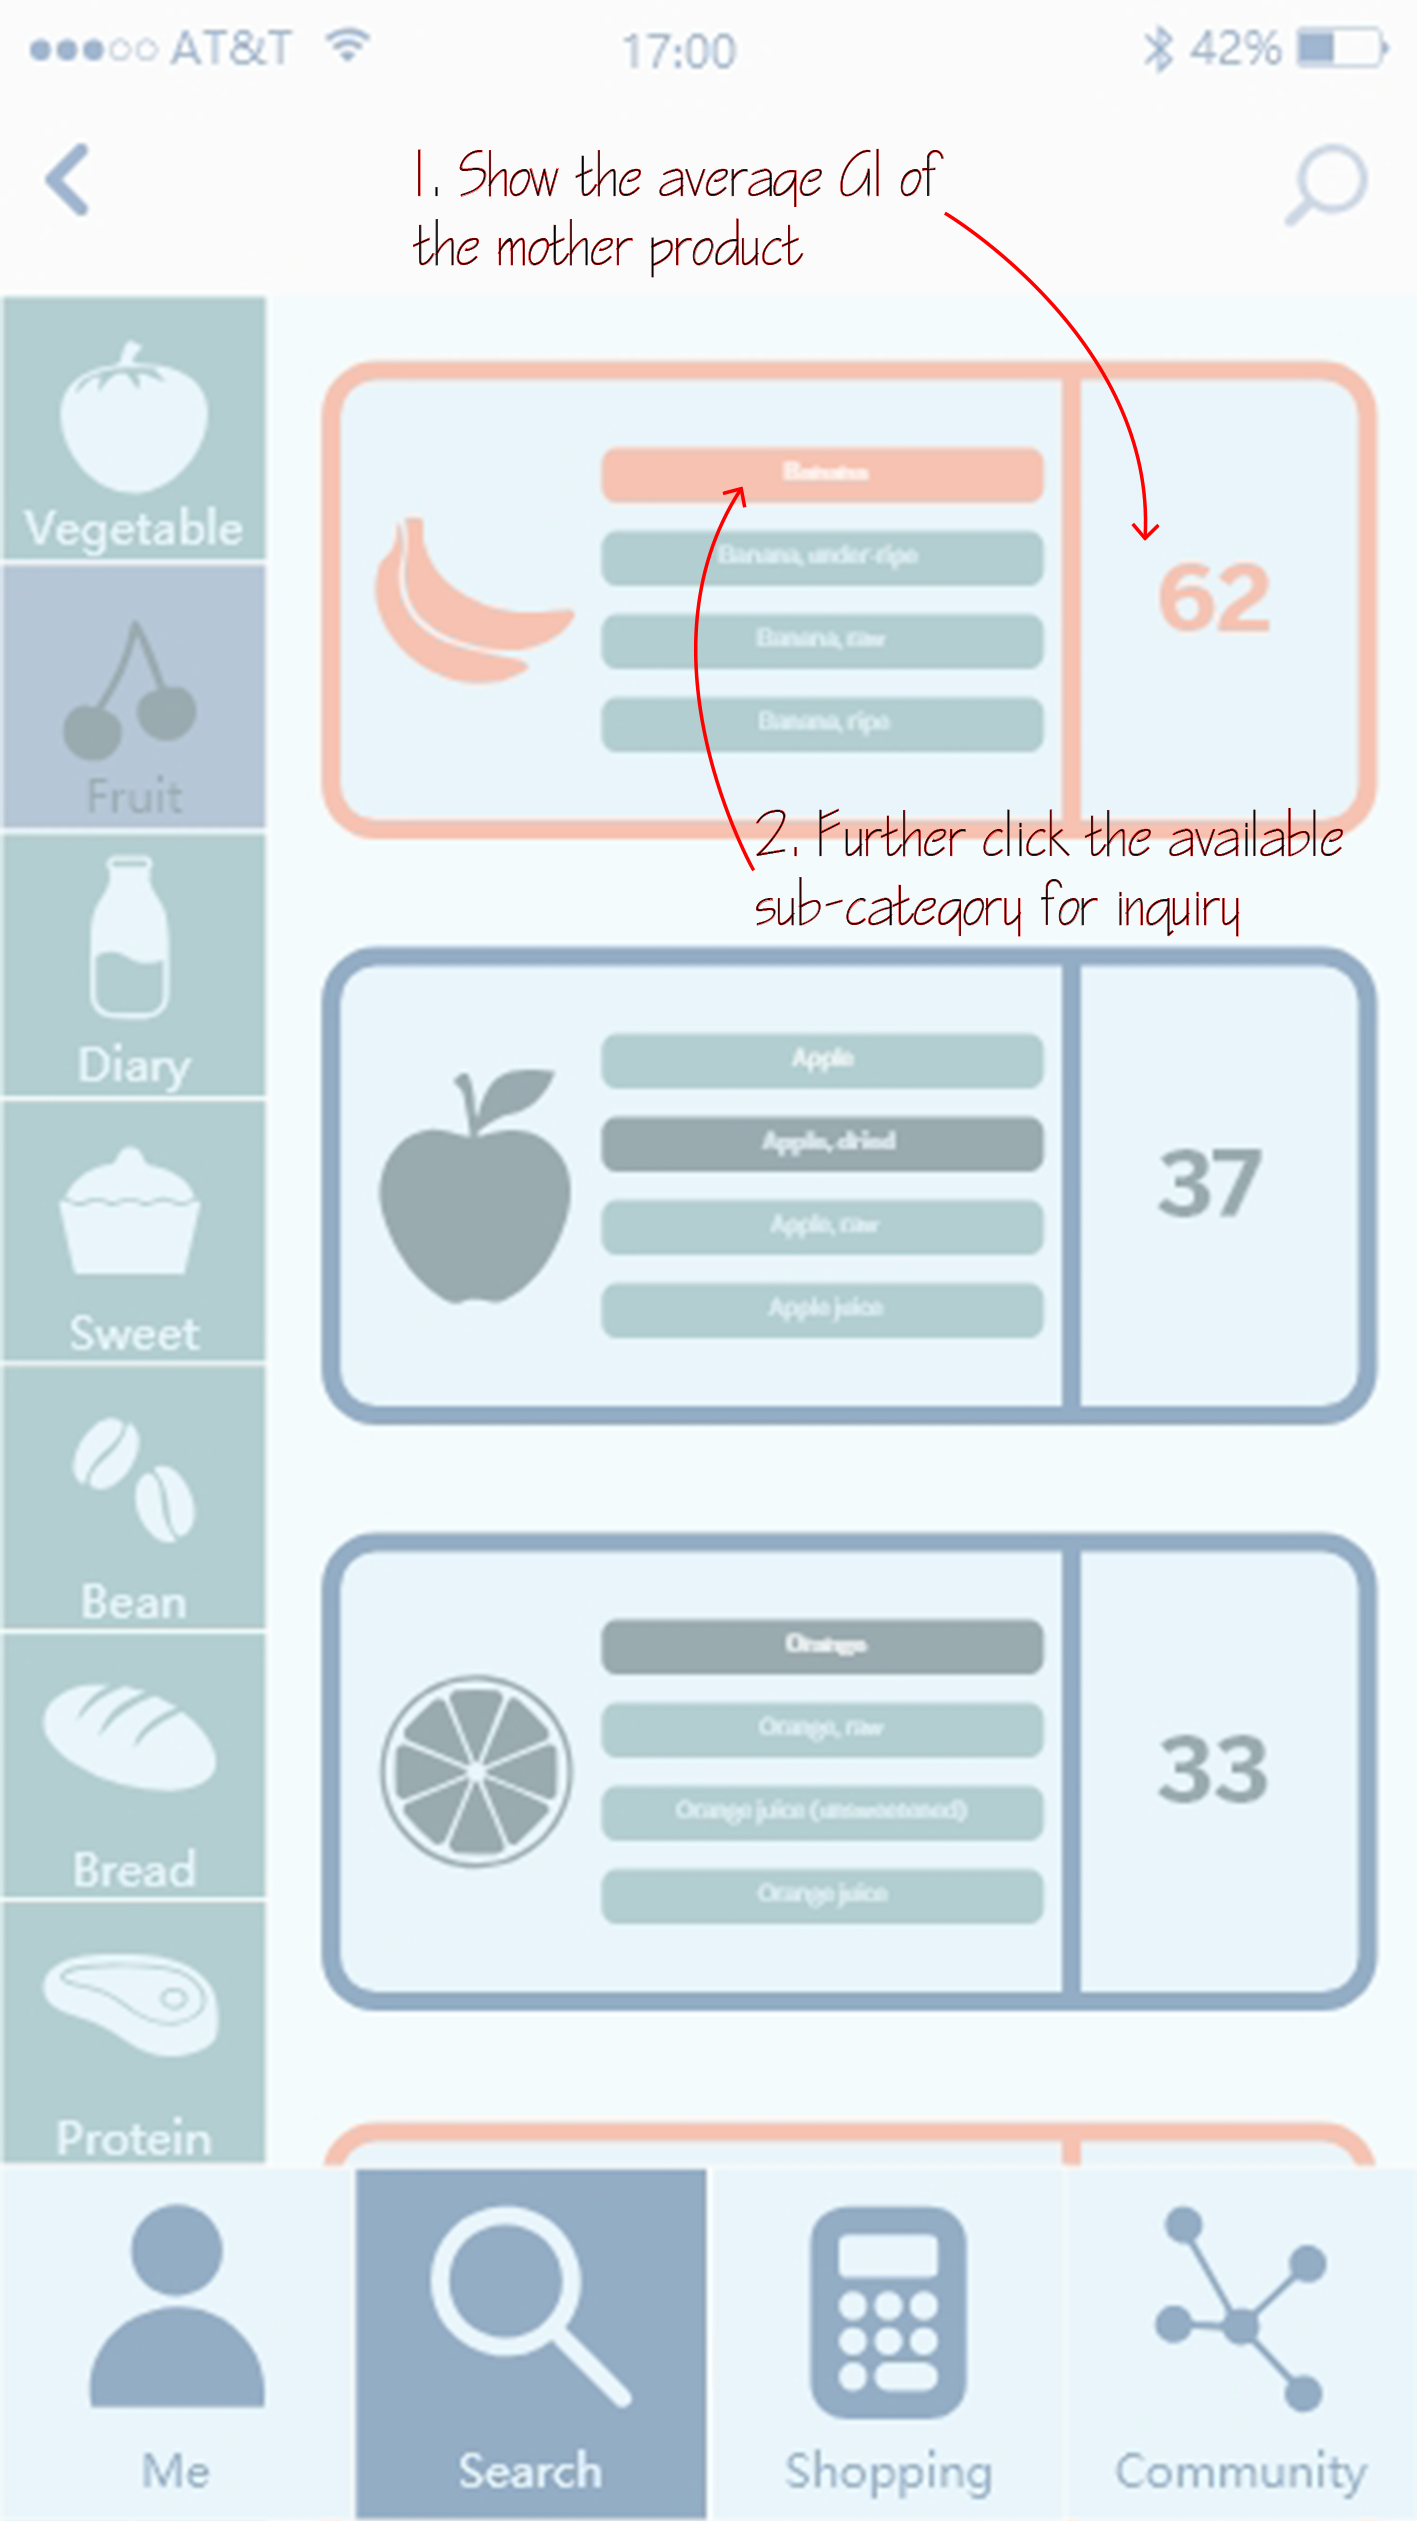 AT&T 17:00 42%
1. Show the average GI of
the mother product
Vegetable
Fruit
Diary
Sweet
Bean
Bread
Protein
Banana
Banana, under-ripe
Banana, raw
Banana, ripe
62
2. Further click the available
sub-category for inquiry
Apple
Apple, dried
Apple, raw
Apple juice
37
Orange
Orange, raw
Orange juice (unsweetened)
Orange juice
33
Me Search Shopping Community